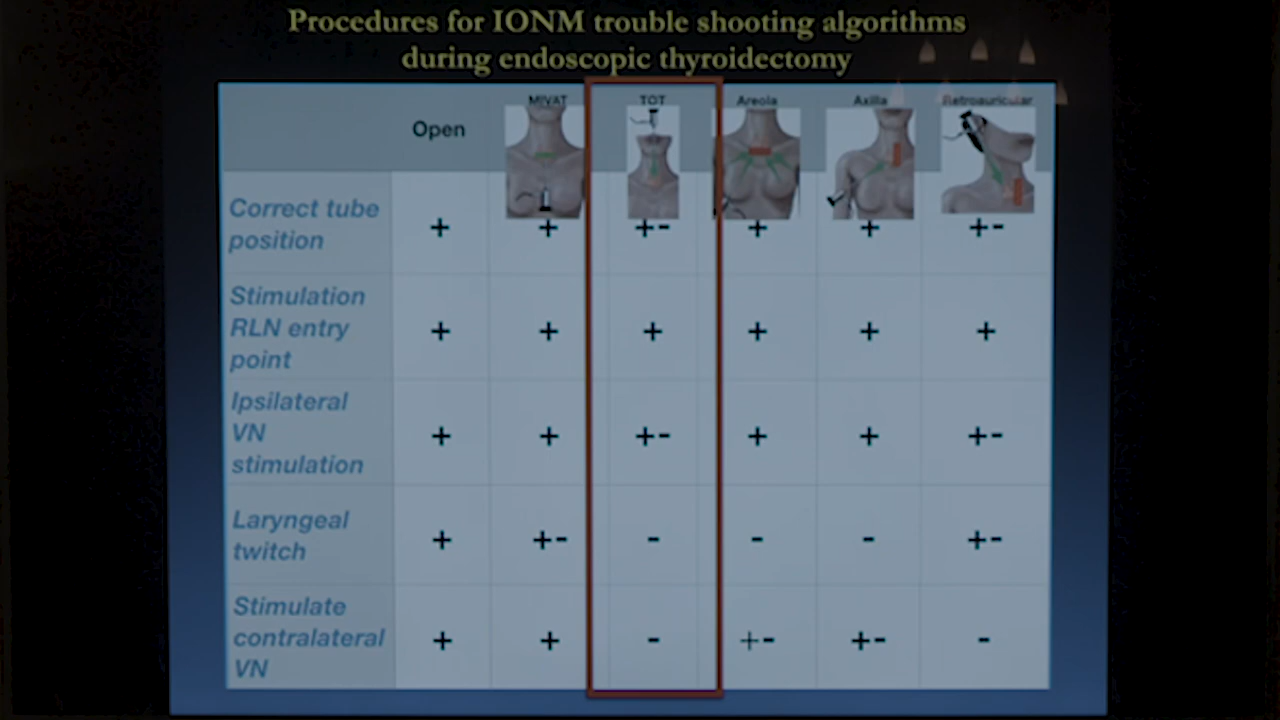 Procedures for IONM trouble shooting algorithms
during endoscopic thyroidectomy
Open MIVAT TOT Areola Axilla Retroauricular
Correct tube
position + + +- + + +-
Stimulation
RLN entry
point + + + + + +
Ipsilateral
VN
stimulation + + +- + + +-
Laryngeal
twitch + +- - - - +-
Stimulate
contralateral
VN + + - +- +- -